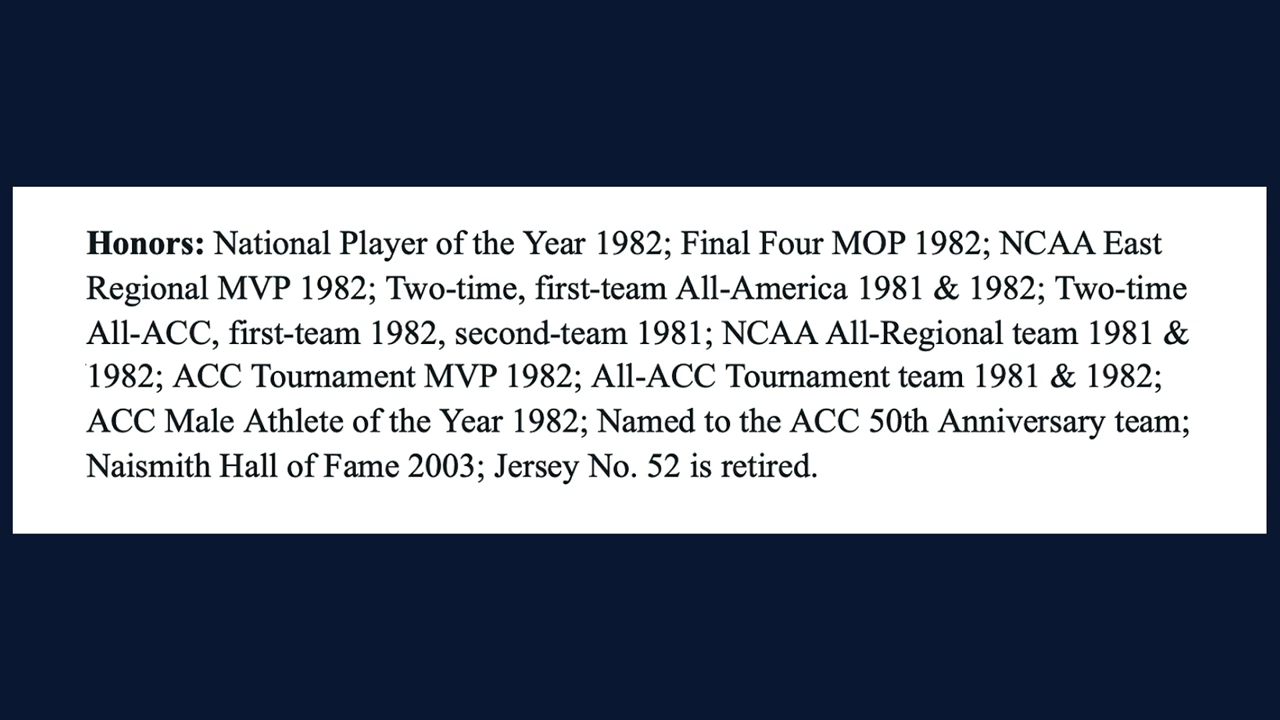 Honors: National Player of the Year 1982; Final Four MOP 1982; NCAA East
Regional MVP 1982; Two-time, first-team All-America 1981 & 1982; Two-time
All-ACC, first-team 1982, second-team 1981; NCAA All-Regional team 1981 &
1982; ACC Tournament MVP 1982; All-ACC Tournament team 1981 & 1982;
ACC Male Athlete of the Year 1982; Named to the ACC 50th Anniversary team;
Naismith Hall of Fame 2003; Jersey No. 52 is retired.